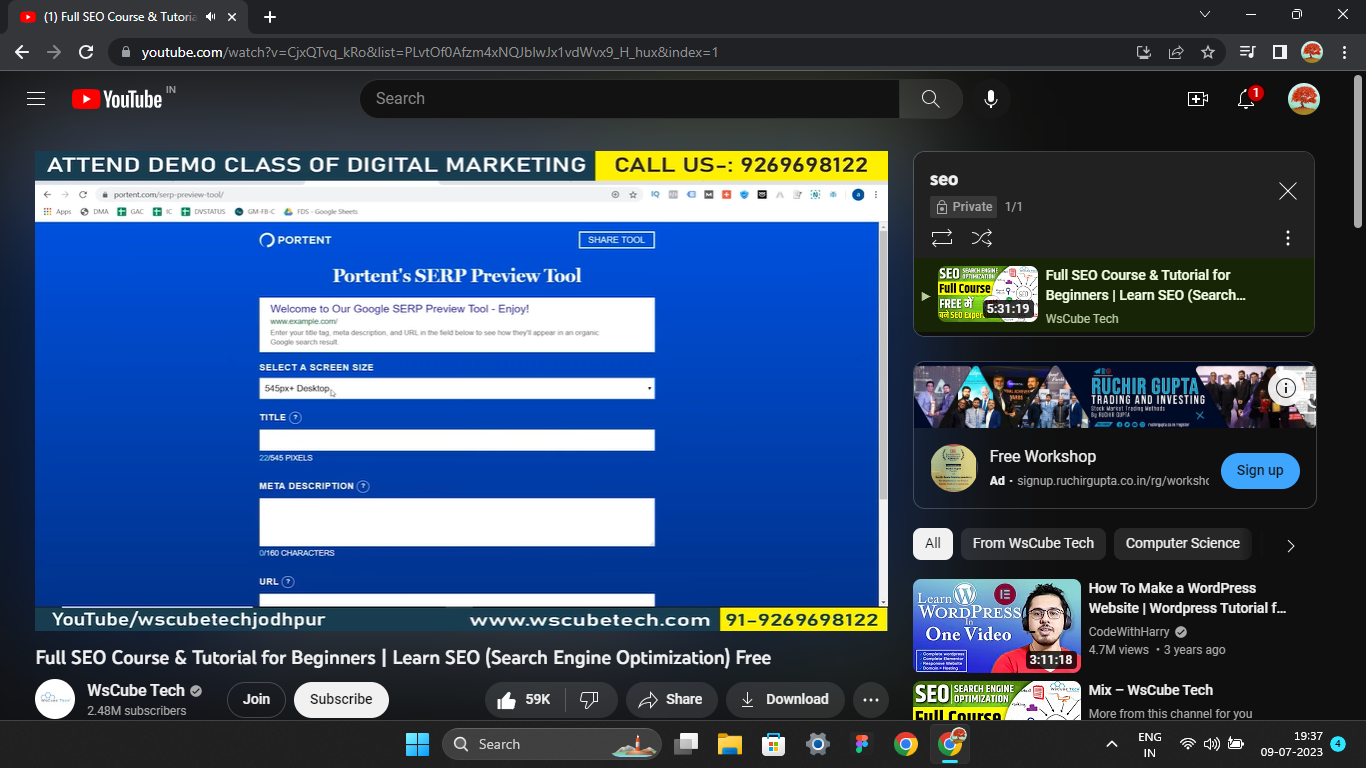 (1) Full SEO Course & Tutoria
youtube.com/watch?v=CjxQTvq_kRo&list=PLvtOf0Afzm4xNQJblwJx1vdWvx9_H_hux&index=1
YouTube IN
Search
1
ATTEND DEMO CLASS OF DIGITAL MARKETING CALL US-: 9269698122
portent.com/serp-preview-tool/
Apps DMA GAC IC DVSTATUS GM-FB-C FDS - Google Sheets
PORTENT
SHARE TOOL
Portent's SERP Preview Tool
Welcome to Our Google SERP Preview Tool - Enjoy!
www.example.com/
Enter your title tag, meta description, and URL in the field below to see how they'll appear in an organic
Google search result.
SELECT A SCREEN SIZE
545px+ Desktop
TITLE ?
22/545 PIXELS
META DESCRIPTION ?
0/160 CHARACTERS
URL ?
YouTube/wscubetechjodhpur www.wscubetech.com 91-9269698122
Full SEO Course & Tutorial for Beginners | Learn SEO (Search Engine Optimization) Free
WsCube Tech
2.48M subscribers
Join
Subscribe
59K
Share
Download
seo
Private 1/1
SEO SEARCH ENGINE OPTIMIZATION
Full Course
FREE में
बने SEO Expert
5:31:19
Full SEO Course & Tutorial for
Beginners | Learn SEO (Search...
WsCube Tech
RUCHIR GUPTA
TRADING AND INVESTING
Stock Market Trading Methods
By RUCHIR GUPTA
Free Workshop
Ad · signup.ruchirgupta.co.in/rg/worksho
Sign up
All
From WsCube Tech
Computer Science
Learn
WORDPRESS
In
One Video
3:11:18
How To Make a WordPress
Website | Wordpress Tutorial f...
CodeWithHarry
4.7M views • 3 years ago
SEO SEARCH ENGINE OPTIMIZATION
Full Course
Mix – WsCube Tech
More from this channel for you
Search
ENG
IN
19:37
09-07-2023
4